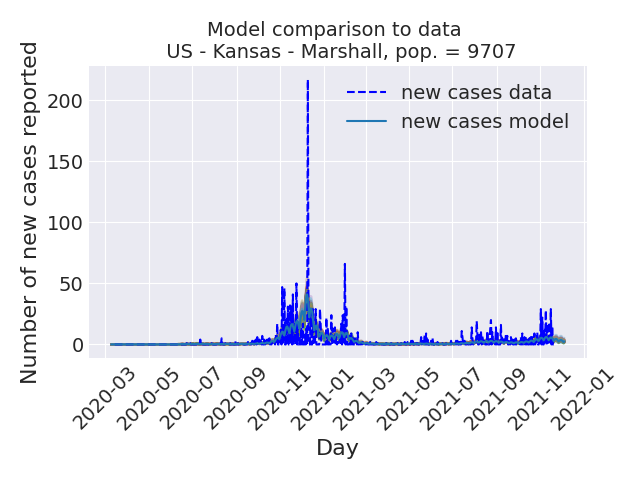 Model comparison to data
US - Kansas - Marshall, pop. = 9707
Number of new cases reported
200
150
100
50
0
new cases data
new cases model
2020-03
2020-05
2020-07
2020-09
2020-11
2021-01
2021-03
2021-05
2021-07
2021-09
2021-11
2022-01
Day